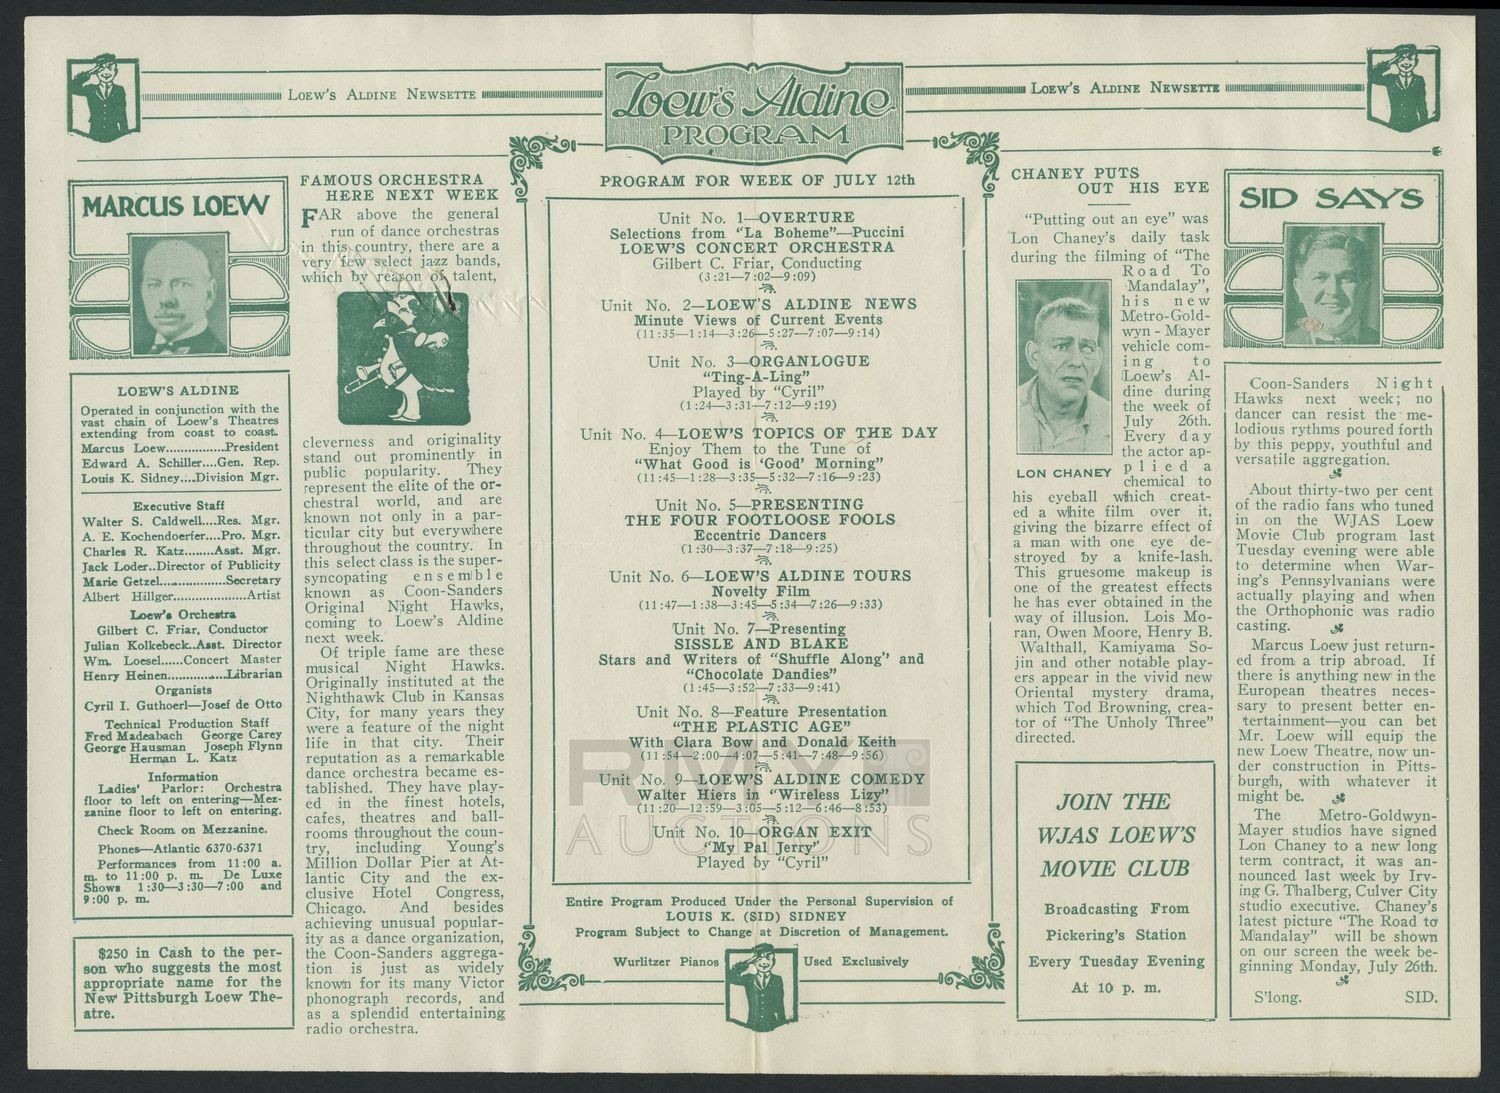 Loew's Aldine Newsette
Loew's Aldine
PROGRAM
Loew's Aldine Newsette
MARCUS LOEW
LOEW'S ALDINE
Operated in conjunction with the
vast chain of Loew's Theatres
extending from coast to coast.
Marcus Loew...............President
Edward A. Schiller....Gen. Rep.
Louis K. Sidney....Division Mgr.
Executive Staff
Walter S. Caldwell....Res. Mgr.
A. E. Kochendoerfer....Pro. Mgr.
Charles R. Katz........Asst. Mgr.
Jack Loder..Director of Publicity
Marie Getzel.................Secretary
Albert Hillger.....................Artist
Loew's Orchestra
Gilbert C. Friar, Conductor
Julian Kolkebeck..Asst. Director
Wm. Loesel......Concert Master
Henry Heinen...............Librarian
Organists
Cyril I. Guthoerl—Josef de Otto
Technical Production Staff
Fred Madeabach George Carey
George Hausman Joseph Flynn
Herman L. Katz
Information
Ladies' Parlor: Orchestra
floor to left on entering—Mez-
zanine floor to left on entering.
Check Room on Mezzanine.
Phones—Atlantic 6370-6371
Performances from 11:00 a.
m. to 11:00 p. m. De Luxe
Shows 1:30—3:30—7:00 and
9:00 p. m.
$250 in Cash to the per-
son who suggests the most
appropriate name for the
New Pittsburgh Loew The-
atre.
FAMOUS ORCHESTRA
HERE NEXT WEEK
FAR above the general
run of dance orchestras
in this country, there are a
very few select jazz bands,
which by reason of talent,
cleverness and originality
stand out prominently in
public popularity. They
represent the elite of the or-
chestral world, and are
known not only in a par-
ticular city but everywhere
throughout the country. In
this select class is the super-
syncopating ensemble
known as Coon-Sanders
Original Night Hawks,
coming to Loew's Aldine
next week.
Of triple fame are these
musical Night Hawks.
Originally instituted at the
Nighthawk Club in Kansas
City, for many years they
were a feature of the night
life in that city. Their
reputation as a remarkable
dance orchestra became es-
tablished. They have play-
ed in the finest hotels,
cafes, theatres and ball-
rooms throughout the coun-
try, including Young's
Million Dollar Pier at At-
lantic City and the ex-
clusive Hotel Congress,
Chicago. And besides
achieving unusual popular-
ity as a dance organization,
the Coon-Sanders aggrega-
tion is just as widely
known for its many Victor
phonograph records, and
as a splendid entertaining
radio orchestra.
PROGRAM FOR WEEK OF JULY 12th
Unit No. 1—OVERTURE
Selections from "La Boheme"—Puccini
LOEW'S CONCERT ORCHESTRA
Gilbert C. Friar, Conducting
(3:21—7:02—9:09)
Unit No. 2—LOEW'S ALDINE NEWS
Minute Views of Current Events
(11:35—1:14—3:26—5:27—7:07—9:14)
Unit No. 3—ORGANLOGUE
"Ting-A-Ling"
Played by "Cyril"
(1:24—3:31—7:12—9:19)
Unit No. 4—LOEW'S TOPICS OF THE DAY
Enjoy Them to the Tune of
"What Good is 'Good' Morning"
(11:45—1:28—3:35—5:32—7:16—9:23)
Unit No. 5—PRESENTING
THE FOUR FOOTLOOSE FOOLS
Eccentric Dancers
(1:30—3:37—7:18—9:25)
Unit No. 6—LOEW'S ALDINE TOURS
Novelty Film
(11:47—1:38—3:45—5:34—7:26—9:33)
Unit No. 7—Presenting
SISSLE AND BLAKE
Stars and Writers of "Shuffle Along" and
"Chocolate Dandies"
(1:45—3:52—7:33—9:41)
Unit No. 8—Feature Presentation
"THE PLASTIC AGE"
With Clara Bow and Donald Keith
(11:54—2:00—4:07—5:41—7:48—9:56)
Unit No. 9—LOEW'S ALDINE COMEDY
Walter Hiers in "Wireless Lizy"
(11:20—12:59—3:05—5:12—6:46—8:53)
Unit No. 10—ORGAN EXIT
"My Pal Jerry"
Played by "Cyril"
RMY
AUCTIONS
Entire Program Produced Under the Personal Supervision of
LOUIS K. (SID) SIDNEY
Program Subject to Change at Discretion of Management.
Wurlitzer Pianos Used Exclusively
CHANEY PUTS
OUT HIS EYE
"Putting out an eye" was
Lon Chaney's daily task
during the filming of "The
Road To
Mandalay",
his new
Metro-Gold-
wyn-Mayer
vehicle com-
ing to
Loew's Al-
dine during
the week of
July 26th.
Every day
the actor ap-
plied a
chemical to
LON CHANEY
his eyeball which creat-
ed a white film over it,
giving the bizarre effect of
a man with one eye de-
stroyed by a knife-lash.
This gruesome makeup is
one of the greatest effects
he has ever obtained in the
way of illusion. Lois Mo-
ran, Owen Moore, Henry B.
Walthall, Kamiyama So-
jin and other notable play-
ers appear in the vivid new
Oriental mystery drama,
which Tod Browning, crea-
tor of "The Unholy Three"
directed.
JOIN THE
WJAS LOEW'S
MOVIE CLUB
Broadcasting From
Pickering's Station
Every Tuesday Evening
At 10 p. m.
SID SAYS
Coon-Sanders Night
Hawks next week; no
dancer can resist the me-
lodious rythms poured forth
by this peppy, youthful and
versatile aggregation.
About thirty-two per cent
of the radio fans who tuned
in on the WJAS Loew
Movie Club program last
Tuesday evening were able
to determine when War-
ing's Pennsylvanians were
actually playing and when
the Orthophonic was radio
casting.
Marcus Loew just return-
ed from a trip abroad. If
there is anything new in the
European theatres neces-
sary to present better en-
tertainment—you can bet
Mr. Loew will equip the
new Loew Theatre, now un-
der construction in Pitts-
burgh, with whatever it
might be.
The Metro-Goldwyn-
Mayer studios have signed
Lon Chaney to a new long
term contract, it was an-
nounced last week by Irv-
ing G. Thalberg, Culver City
studio executive. Chaney's
latest picture "The Road to
Mandalay" will be shown
on our screen the week be-
ginning Monday, July 26th.
S'long. SID.